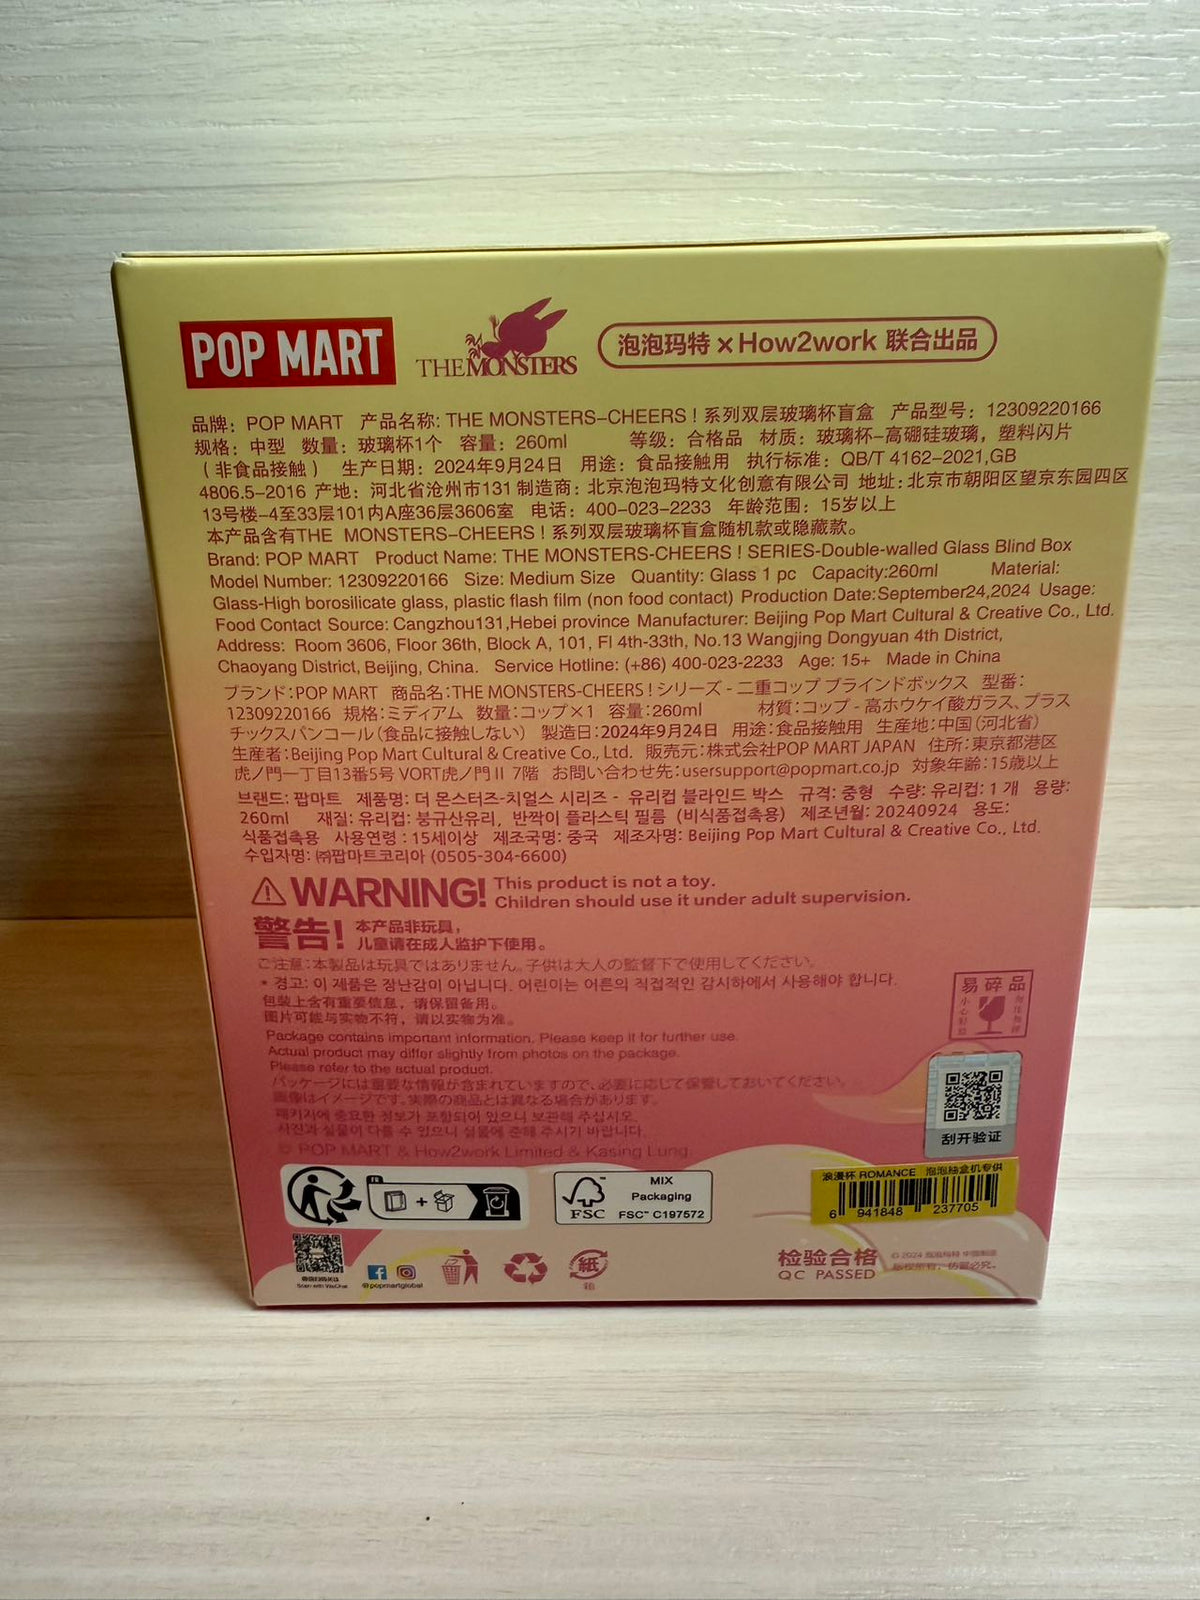 POP MART
THE MONSTERS
泡泡玛特 × How2work 联合出品
品牌：POP MART 产品名称：THE MONSTERS-CHEERS！系列双层玻璃杯盲盒 产品型号：12309220166
规格：中型 数量：玻璃杯1个 容量：260ml 等级：合格品 材质：玻璃杯-高硼硅玻璃，塑料闪片
（非食品接触） 生产日期：2024年9月24日 用途：食品接触用 执行标准：QB/T 4162-2021,GB
4806.5-2016 产地：河北省沧州市131 制造商：北京泡泡玛特文化创意有限公司 地址：北京市朝阳区望京东园四区
13号楼-4至33层101内A座36层3606室 电话：400-023-2233 年龄范围：15岁以上
本产品含有THE MONSTERS-CHEERS！系列双层玻璃杯盲盒随机款或隐藏款。
Brand: POP MART Product Name: THE MONSTERS-CHEERS ! SERIES-Double-walled Glass Blind Box
Model Number: 12309220166 Size: Medium Size Quantity: Glass 1 pc Capacity:260ml Material:
Glass-High borosilicate glass, plastic flash film (non food contact) Production Date:September24,2024 Usage:
Food Contact Source: Cangzhou131,Hebei province Manufacturer: Beijing Pop Mart Cultural & Creative Co., Ltd.
Address: Room 3606, Floor 36th, Block A, 101, Fl 4th-33th, No.13 Wangjing Dongyuan 4th District,
Chaoyang District, Beijing, China. Service Hotline: (+86) 400-023-2233 Age: 15+ Made in China
ブランド：POP MART 商品名：THE MONSTERS-CHEERS！シリーズ - 二重コップ ブラインドボックス 型番：
12309220166 規格：ミディアム 数量：コップ×1 容量：260ml 材質：コップ - 高ホウケイ酸ガラス、プラス
チックスパンコール（食品に接触しない） 製造日：2024年9月24日 用途：食品接触用 生産地：中国（河北省）
生産者：Beijing Pop Mart Cultural & Creative Co., Ltd. 販売元：株式会社POP MART JAPAN 住所：東京都港区
虎ノ門一丁目13番5号 VORT虎ノ門Ⅱ 7階 お問い合わせ先：usersupport@popmart.co.jp 対象年齢：15歳以上
브랜드: 팝마트 제품명: 더 몬스터즈-치얼스 시리즈 - 유리컵 블라인드 박스 규격: 중형 수량: 유리컵: 1 개 용량:
260ml 재질: 유리컵: 붕규산유리, 반짝이 플라스틱 필름 (비식품접촉용) 제조년월: 20240924 용도:
식품접촉용 사용연령 : 15세이상 제조국명: 중국 제조자명: Beijing Pop Mart Cultural & Creative Co., Ltd.
수입자명: ㈜팝마트코리아 (0505-304-6600)
WARNING! This product is not a toy.
Children should use it under adult supervision.
警告! 本产品非玩具，
儿童请在成人监护下使用。
ご注意：本製品は玩具ではありません。子供は大人の監督下で使用してください。
* 경고: 이 제품은 장난감이 아닙니다. 어린이는 어른의 직접적인 감시하에서 사용해야 합니다.
包装上含有重要信息，请保留备用。
图片可能与实物不符，请以实物为准。
Package contains important information. Please keep it for further use.
Actual product may differ slightly from photos on the package.
Please refer to the actual product.
パッケージには重要な情報が含まれていますので、必要に応じて保管しておいてください。
画像はイメージです。実際の商品とは異なる場合があります。
패키지에 중요한 정보가 포함되어 있으니 보관해 주십시오.
사진과 실물이 다를 수 있으니 실물에 준해 주시기 바랍니다.
© POP MART & How2work Limited & Kasing Lung
易碎品
刮开验证
浪漫杯 ROMANCE 泡泡抽盒机专供
6 941848 237705
FR
+
FSC
MIX
Packaging
FSC™ C197572
Scan with WeChat
@popmartglobal
紙
箱
检验合格
QC PASSED
© 2024 泡泡玛特 中国制造
版权所有，仿冒必究。